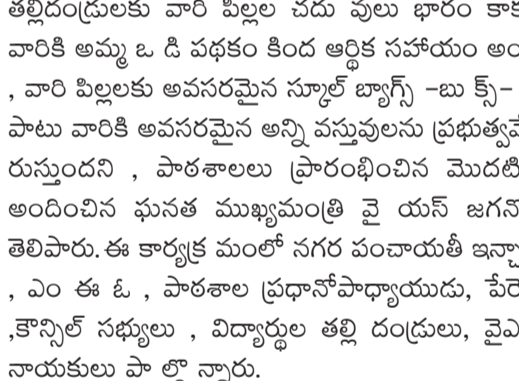 తల్లిదండ్రులకు వారి పిల్లల చదు వులు భారం కాక
వారికి అమ్మ ఒ డి పథకం కింద ఆర్థిక సహాయం అం
, వారి పిల్లలకు అవసరమైన స్కూల్ బ్యాగ్స్ -బు క్స్-
పాటు వారికి అవసరమైన అన్ని వస్తువులను ప్రభుత్వమే
రుస్తుందని , పాఠశాలలు ప్రారంభించిన మొదటి
అందించిన ఘనత ముఖ్యమంత్రి వై యస్ జగన్
తెలిపారు. ఈ కార్యక్ర మంలో నగర పంచాయతీ ఇన్చా
, ఎం ఈ ఓ , పాఠశాల ప్రధానోపాధ్యాయుడు, పేరె
,కౌన్సిల్ సభ్యులు , విద్యార్థుల తల్లి దండ్రులు, వైఎ
నాయకులు పా ల్గొ న్నారు.